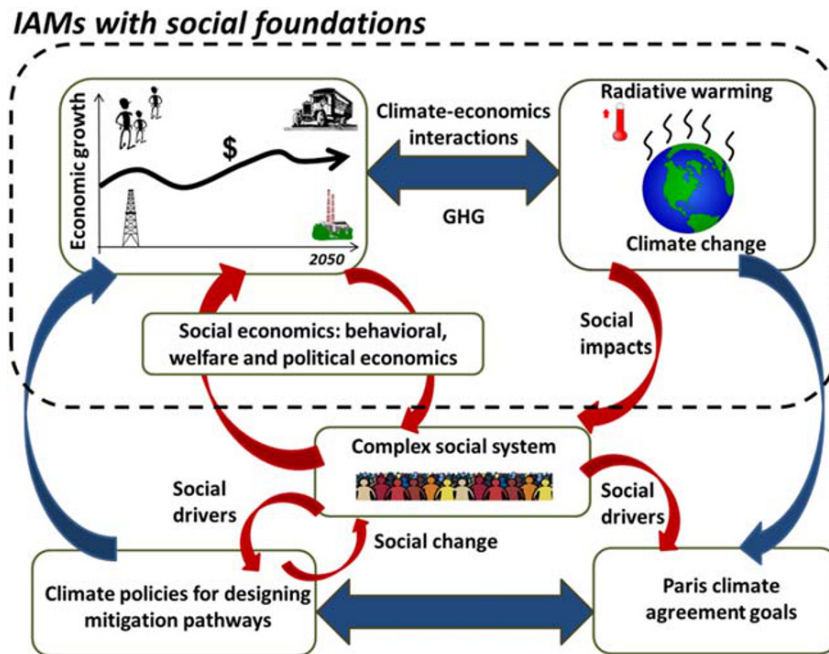 IAMs with social foundations
Economic growth
$
2050
Climate-economics
interactions
GHG
Radiative warming
Climate change
Social economics: behavioral,
welfare and political economics
Social
impacts
Complex social system
Social
drivers
Social change
Social
drivers
Climate policies for designing
mitigation pathways
Paris climate
agreement goals